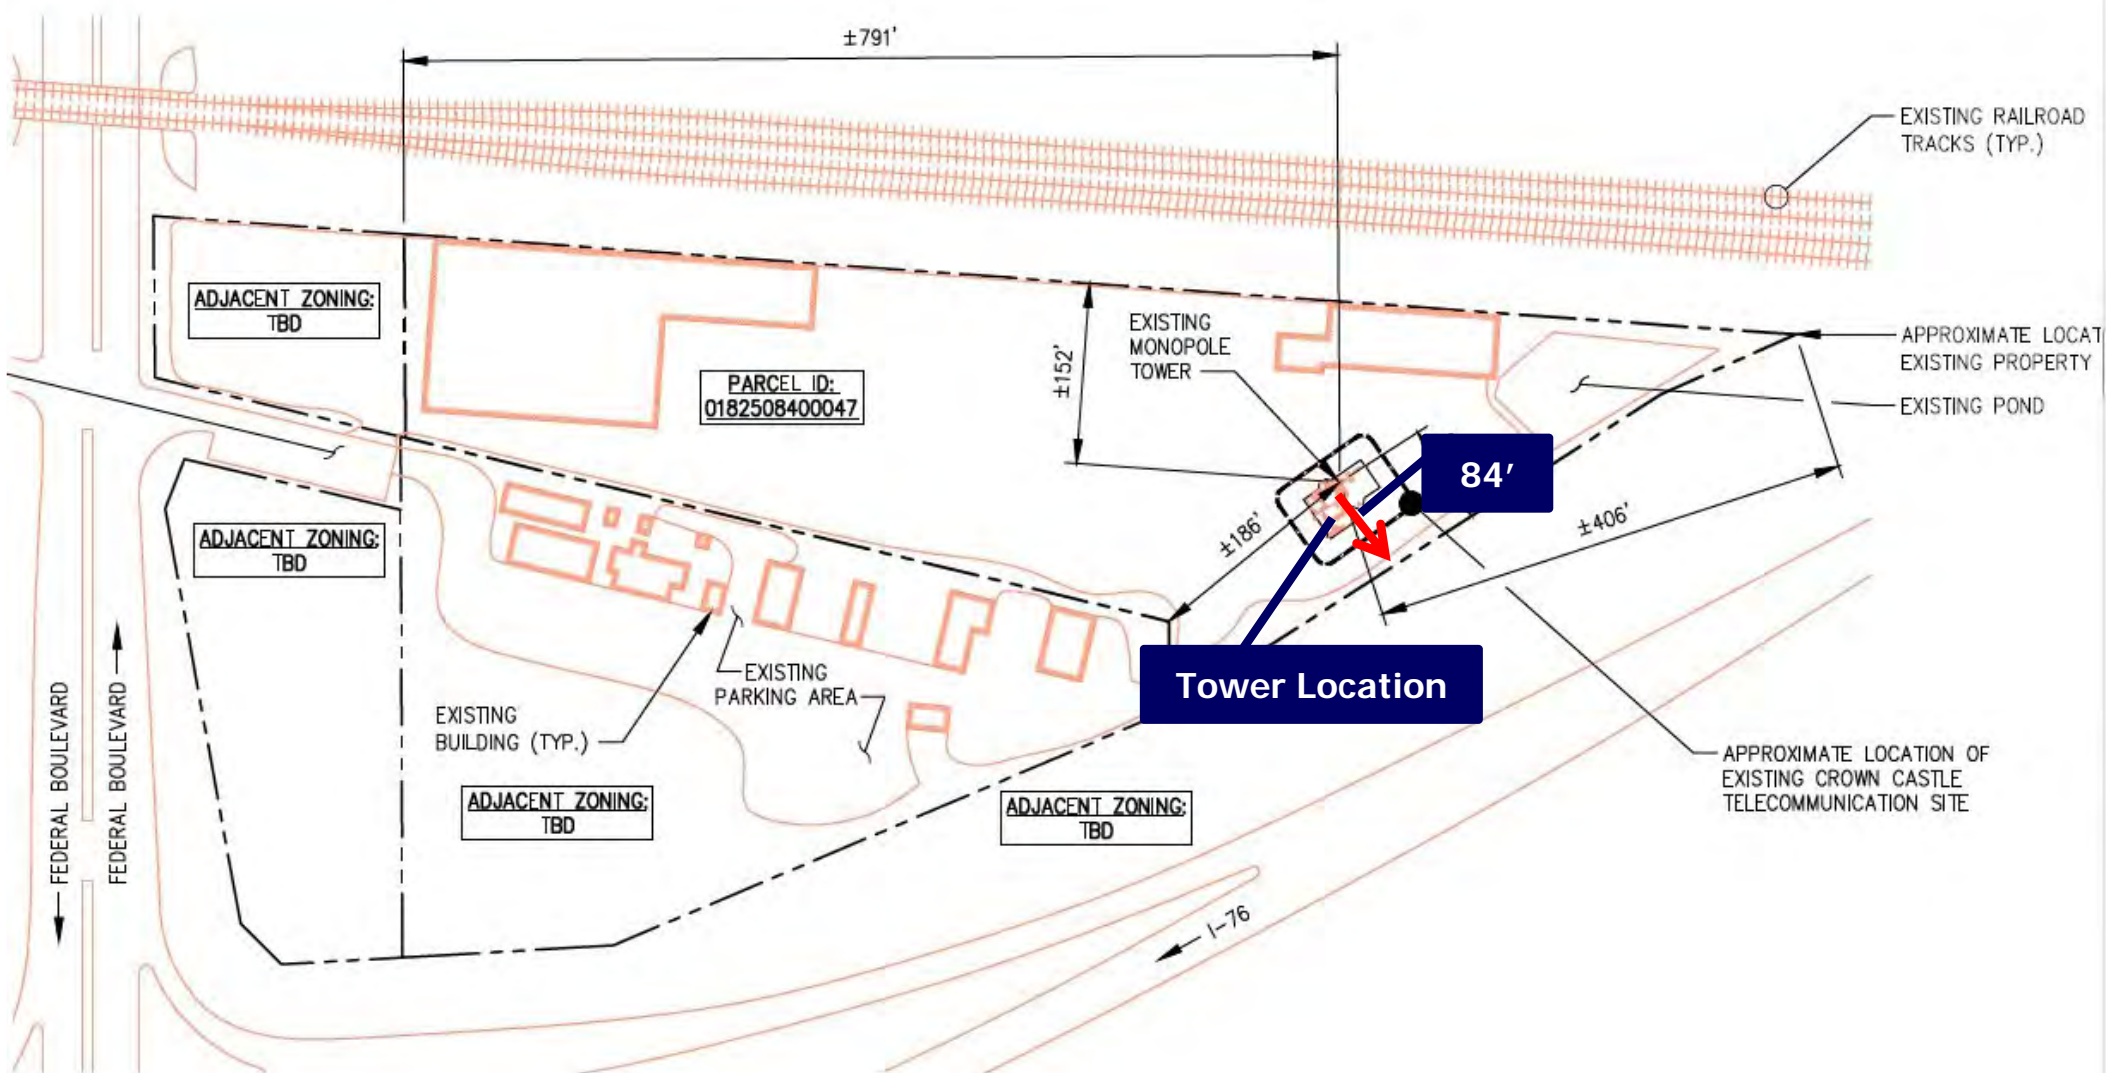 ±791'
EXISTING RAILROAD
TRACKS (TYP.)
ADJACENT ZONING:
TBD
EXISTING
MONOPOLE
TOWER
±152'
APPROXIMATE LOCAT
EXISTING PROPERTY
PARCEL ID:
0182508400047
EXISTING POND
84'
±406'
±186'
ADJACENT ZONING:
TBD
Tower Location
EXISTING
PARKING AREA
EXISTING
BUILDING (TYP.)
FEDERAL BOULEVARD
FEDERAL BOULEVARD
APPROXIMATE LOCATION OF
EXISTING CROWN CASTLE
TELECOMMUNICATION SITE
ADJACENT ZONING:
TBD
ADJACENT ZONING:
TBD
I-76